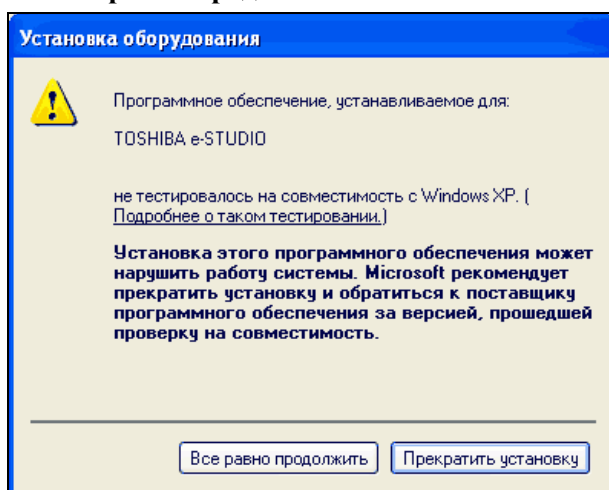 Установка оборудования
Программное обеспечение, устанавливаемое для:
TOSHIBA e-STUDIO
не тестировалось на совместимость с Windows XP. (
Подробнее о таком тестировании.)
Установка этого программного обеспечения может
нарушить работу системы. Microsoft рекомендует
прекратить установку и обратиться к поставщику
программного обеспечения за версией, прошедшей
проверку на совместимость.
Все равно продолжить
Прекратить установку